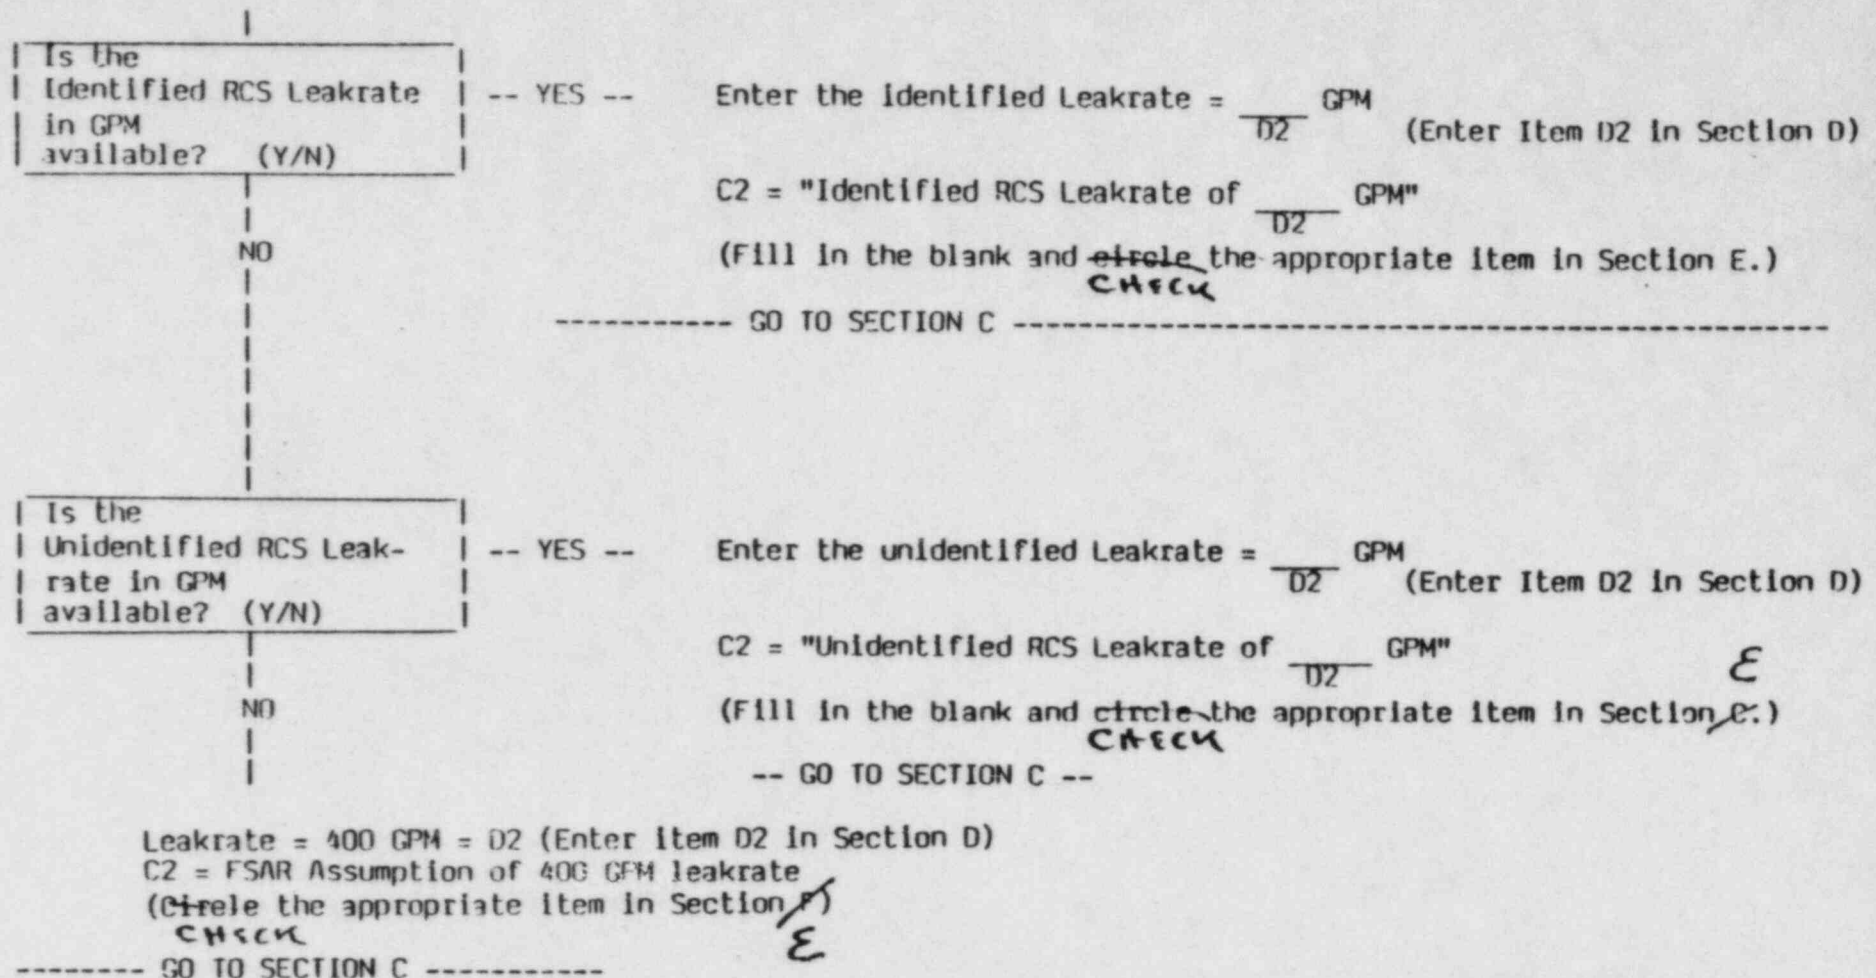 Is the
Identified RCS Leakrate -- YES -- Enter the identified Leakrate = ____ GPM
in GPM D2 (Enter Item D2 in Section D)
available? (Y/N)
C2 = "Identified RCS Leakrate of ____ GPM"
D2
NO (Fill in the blank and circle the appropriate item in Section E.)
CHECK
----------- GO TO SECTION C -----------
Is the
Unidentified RCS Leak- -- YES -- Enter the unidentified Leakrate = ____ GPM
rate in GPM D2 (Enter Item D2 in Section D)
available? (Y/N)
C2 = "Unidentified RCS Leakrate of ____ GPM"
D2 E
NO (Fill in the blank and circle the appropriate item in Section .)
CHECK
-- GO TO SECTION C --
Leakrate = 400 GPM = D2 (Enter item D2 in Section D)
C2 = FSAR Assumption of 400 GPM leakrate
(Circle the appropriate item in Section )
CHECK E
-------- GO TO SECTION C -----------